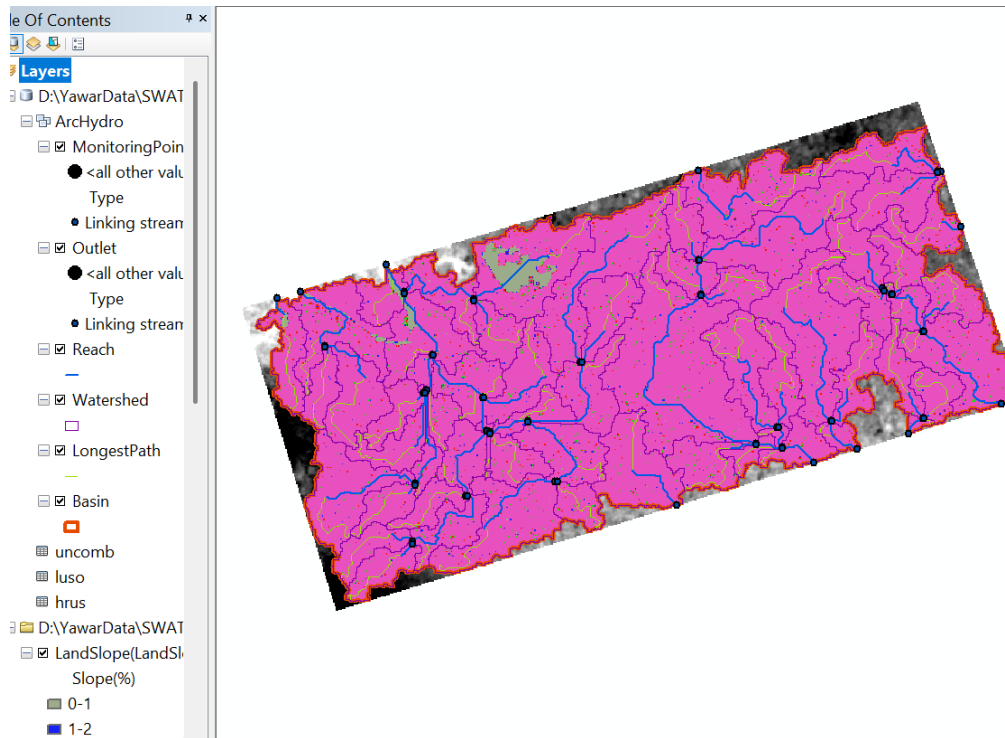 le Of Contents
Layers
D:\YawarData\SWAT
ArcHydro
MonitoringPoin
<all other valu
Type
Linking stream
Outlet
<all other valu
Type
Linking stream
Reach
Watershed
LongestPath
Basin
uncomb
luso
hrus
D:\YawarData\SWAT
LandSlope(LandSl
Slope(%)
0-1
1-2